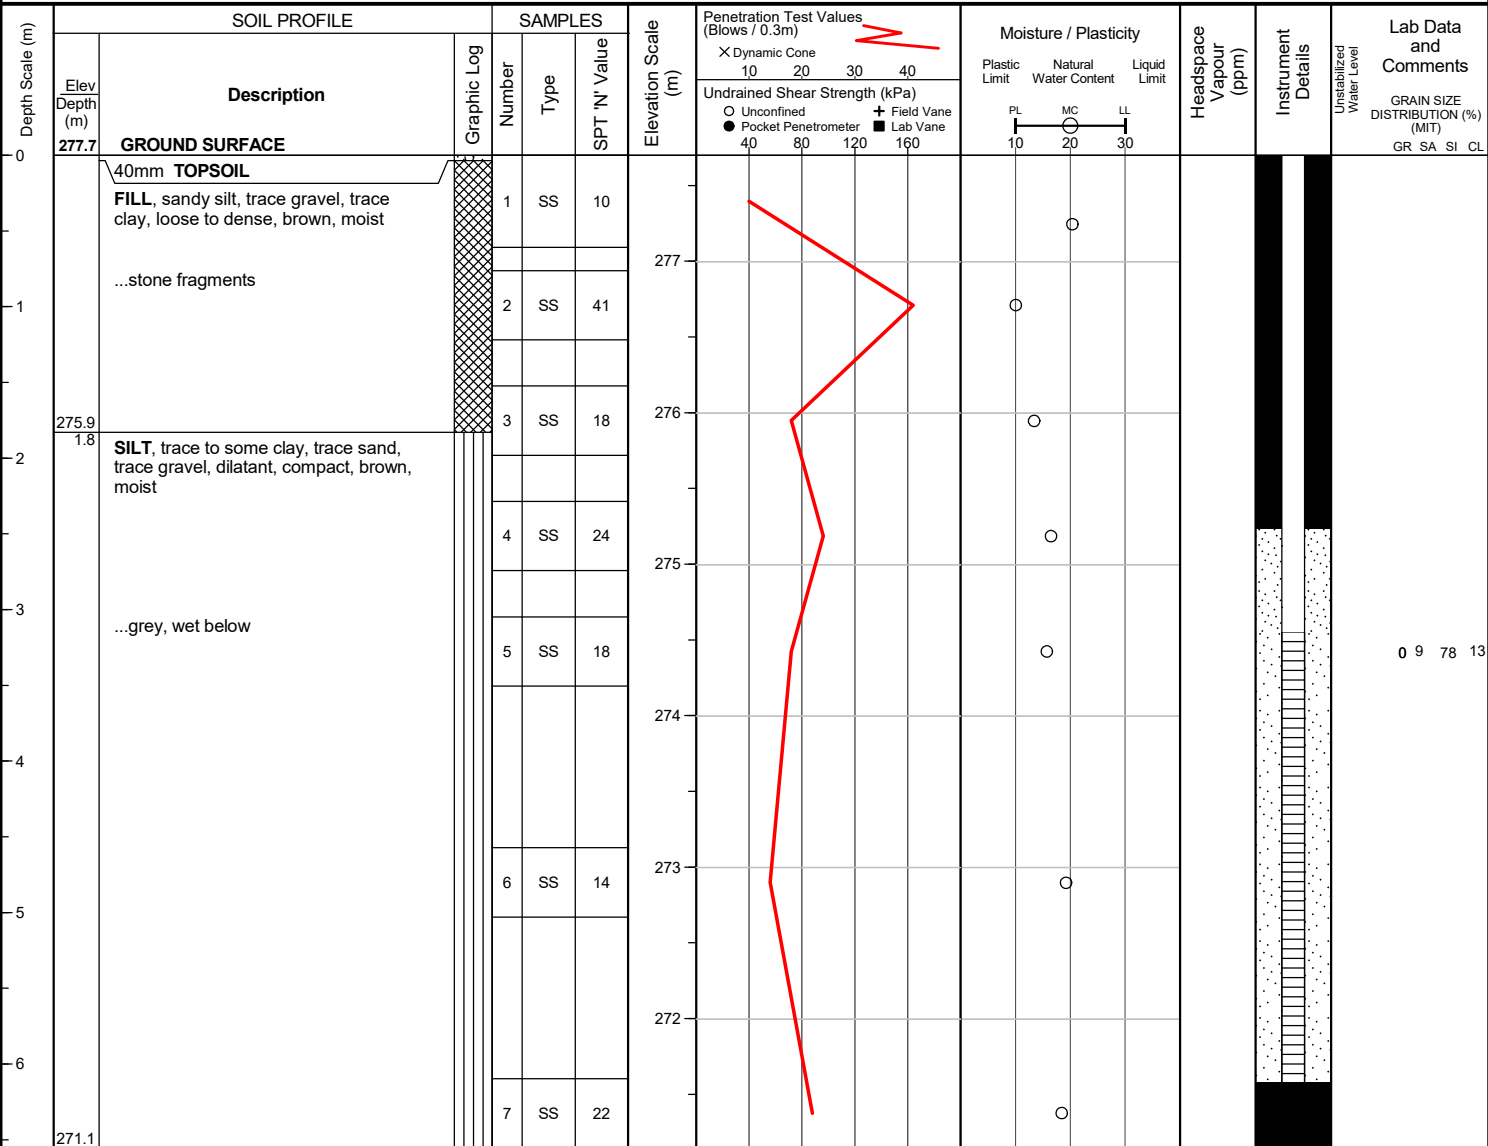 SOIL PROFILE
SAMPLES
Depth Scale (m)
Elev
Depth
(m)
Description
Graphic Log
Number
Type
SPT 'N' Value
Elevation Scale
(m)
Penetration Test Values
(Blows / 0.3m)
Dynamic Cone
10 20 30 40
Undrained Shear Strength (kPa)
Unconfined
Field Vane
Pocket Penetrometer
Lab Vane
40 80 120 160
Moisture / Plasticity
Plastic
Limit
Natural
Water Content
Liquid
Limit
PL MC LL
10 20 30
Headspace
Vapour
(ppm)
Instrument
Details
Unstabilized
Water Level
Lab Data
and
Comments
GRAIN SIZE
DISTRIBUTION (%)
(MIT)
GR SA SI CL
277.7 GROUND SURFACE
0
40mm TOPSOIL
FILL, sandy silt, trace gravel, trace
clay, loose to dense, brown, moist
1 SS 10
277
...stone fragments
1
2 SS 41
276
275.9
1.8
3 SS 18
SILT, trace to some clay, trace sand,
trace gravel, dilatant, compact, brown,
moist
2
4 SS 24
275
3
...grey, wet below
5 SS 18
0 9 78 13
274
4
273
6 SS 14
5
272
6
7 SS 22
271.1